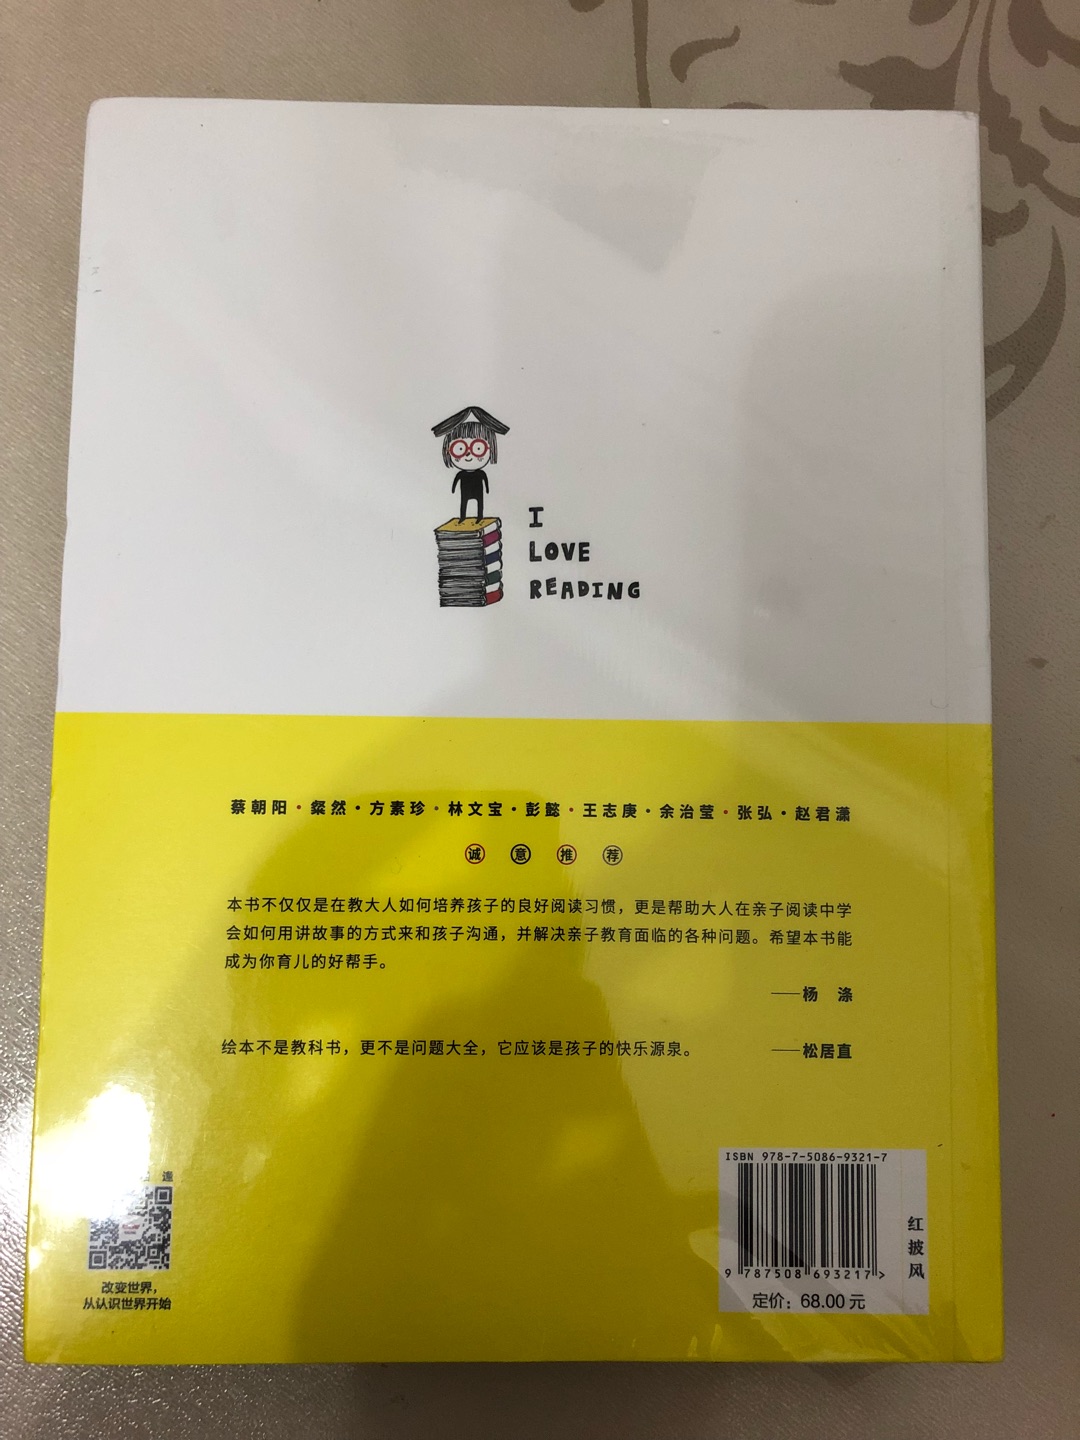 I
LOVE
READING
蔡朝阳·粲然·方素珍·林文宝·彭懿·王志庚·余治莹·张弘·赵君潇
诚意推荐
本书不仅仅是在教大人如何培养孩子的良好阅读习惯，更是帮助大人在亲子阅读中学
会如何用讲故事的方式来和孩子沟通，并解决亲子教育面临的各种问题。希望本书能
成为你育儿的好帮手。
——杨 涤
绘本不是教科书，更不是问题大全，它应该是孩子的快乐源泉。 ——松居直
ISBN 978-7-5086-9321-7
9 787508 693217>
定价：68.00 元
红披风
改变世界，
从认识世界开始